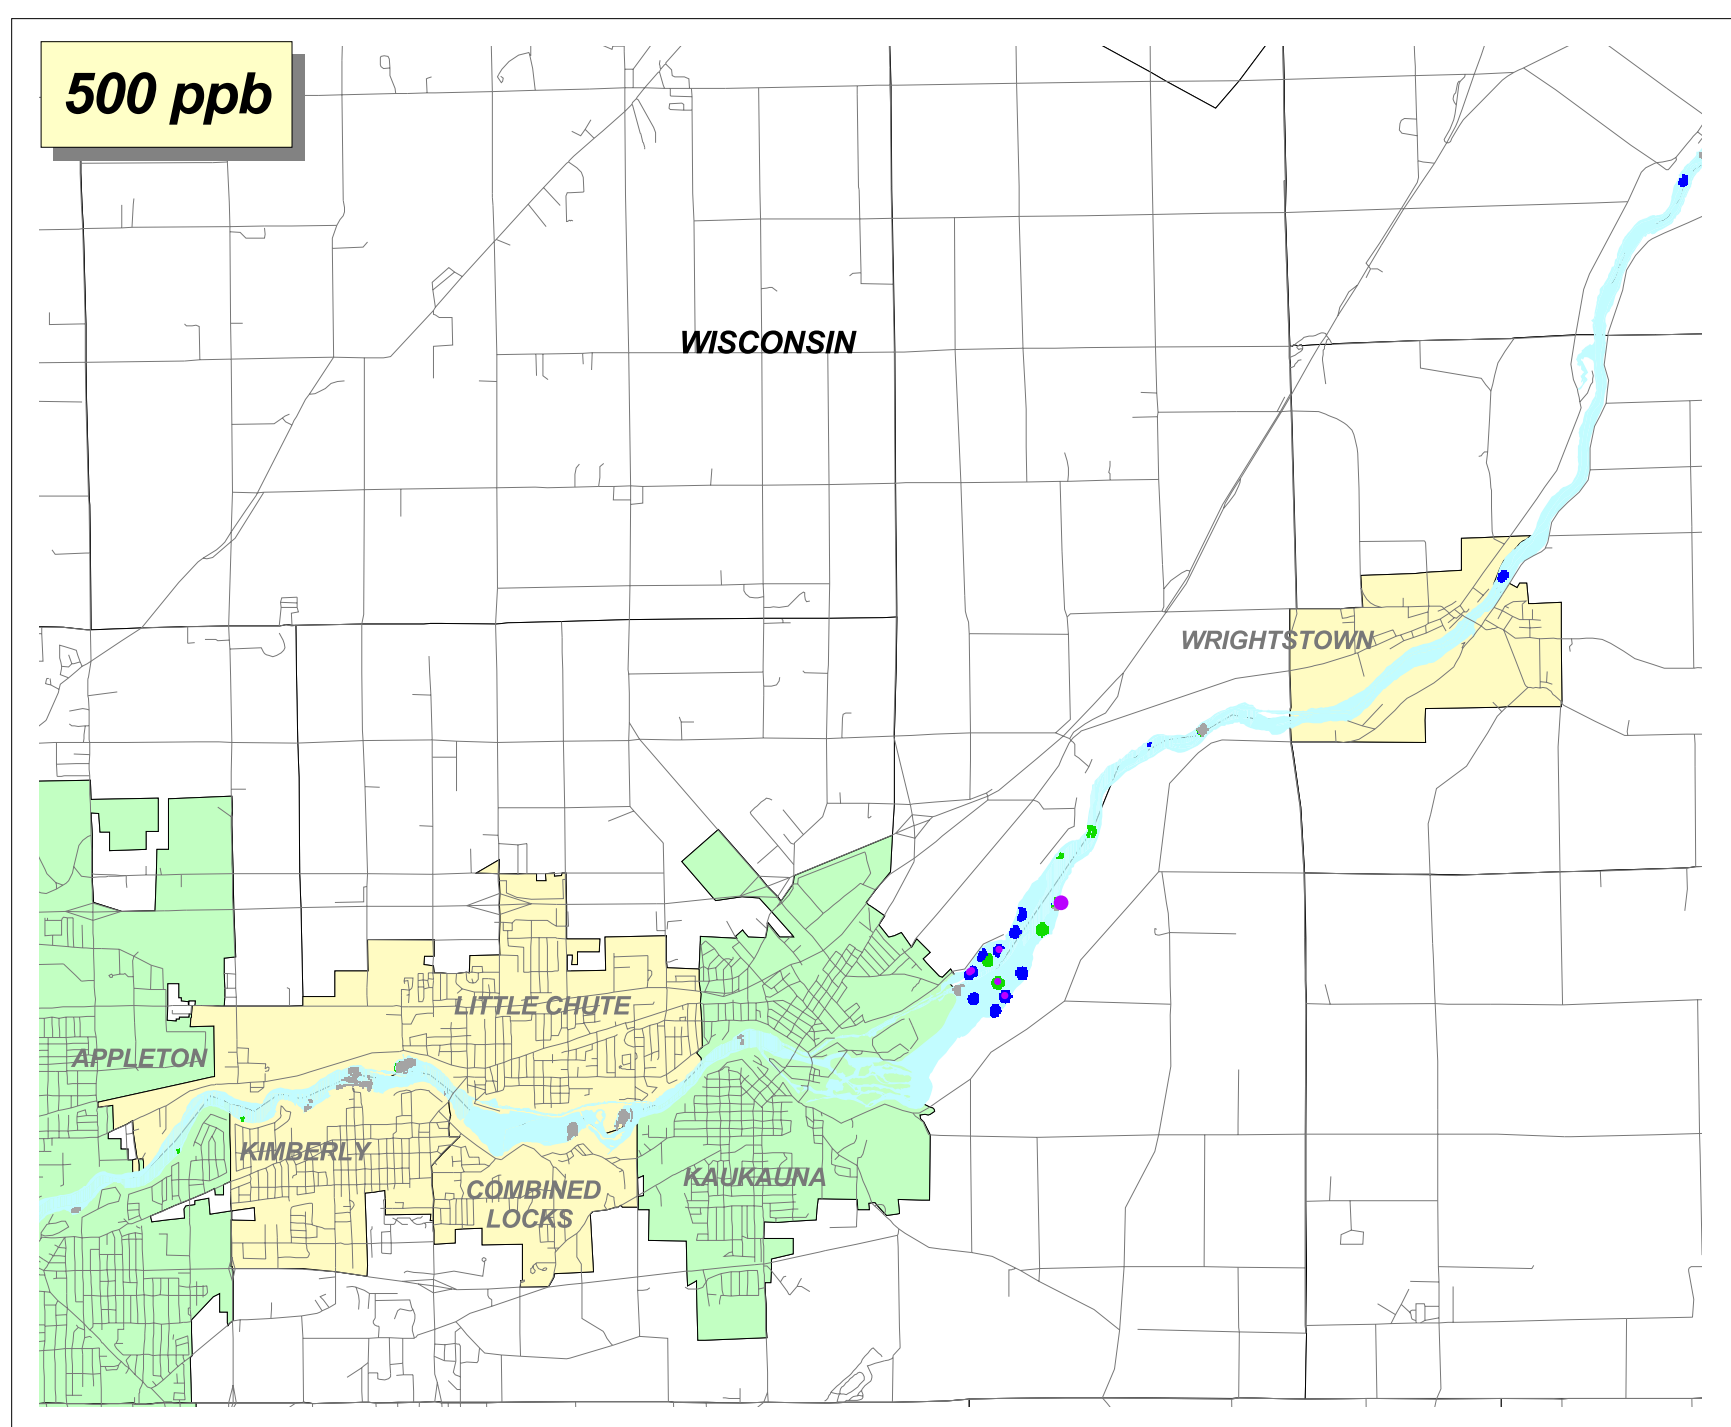 500 ppb
WISCONSIN
WRIGHTSTOWN
LITTLE CHUTE
APPLETON
KIMBERLY
KAUKAUNA
COMBINED
LOCKS